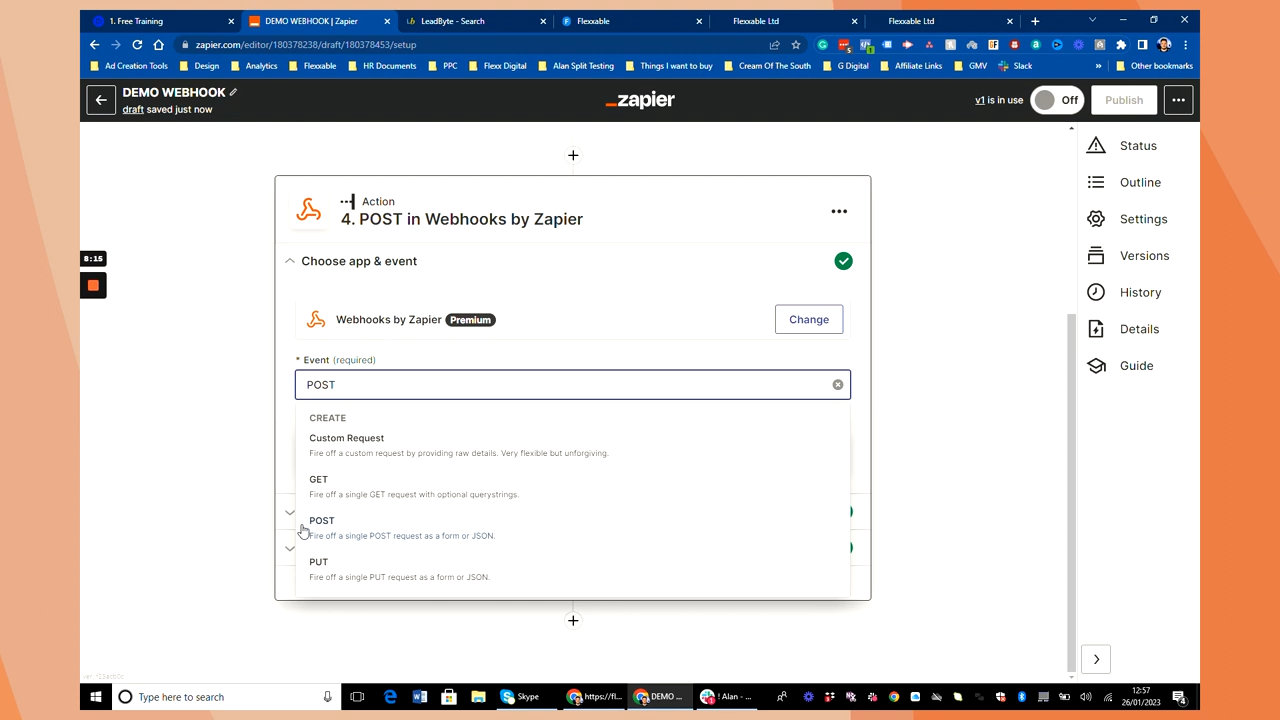 1. Free Training
DEMO WEBHOOK | Zapier
LeadByte - Search
Flexxable
Flexxable Ltd
Flexxable Ltd
zapier.com/editor/180378238/draft/180378453/setup
Ad Creation Tools
Design
Analytics
Flexxable
HR Documents
PPC
Flexx Digital
Alan Split Testing
Things I want to buy
Cream Of The South
G Digital
Affiliate Links
GMV
Slack
»
Other bookmarks
DEMO WEBHOOK
draft saved just now
_zapier
v1 is in use
Off
Publish
Status
Outline
Settings
Versions
History
Details
Guide
8:15
Action
4. POST in Webhooks by Zapier
Choose app & event
Webhooks by Zapier Premium
Change
* Event (required)
POST
CREATE
Custom Request
Fire off a custom request by providing raw details. Very flexible but unforgiving.
GET
Fire off a single GET request with optional querystrings.
POST
Fire off a single POST request as a form or JSON.
PUT
Fire off a single PUT request as a form or JSON.
Type here to search
Skype
https://fl...
DEMO ...
! Alan - ...
12:57
26/01/2023